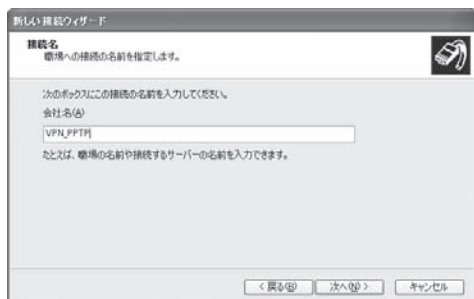 新しい接続ウィザード
接続名
職場への接続の名前を指定します。
次のボックスにこの接続の名前を入力してください。
会社名(A)
VPN_PPTP
たとえば、職場の名前や接続するサーバーの名前を入力できます。
< 戻る(B) 次へ(N) > キャンセル